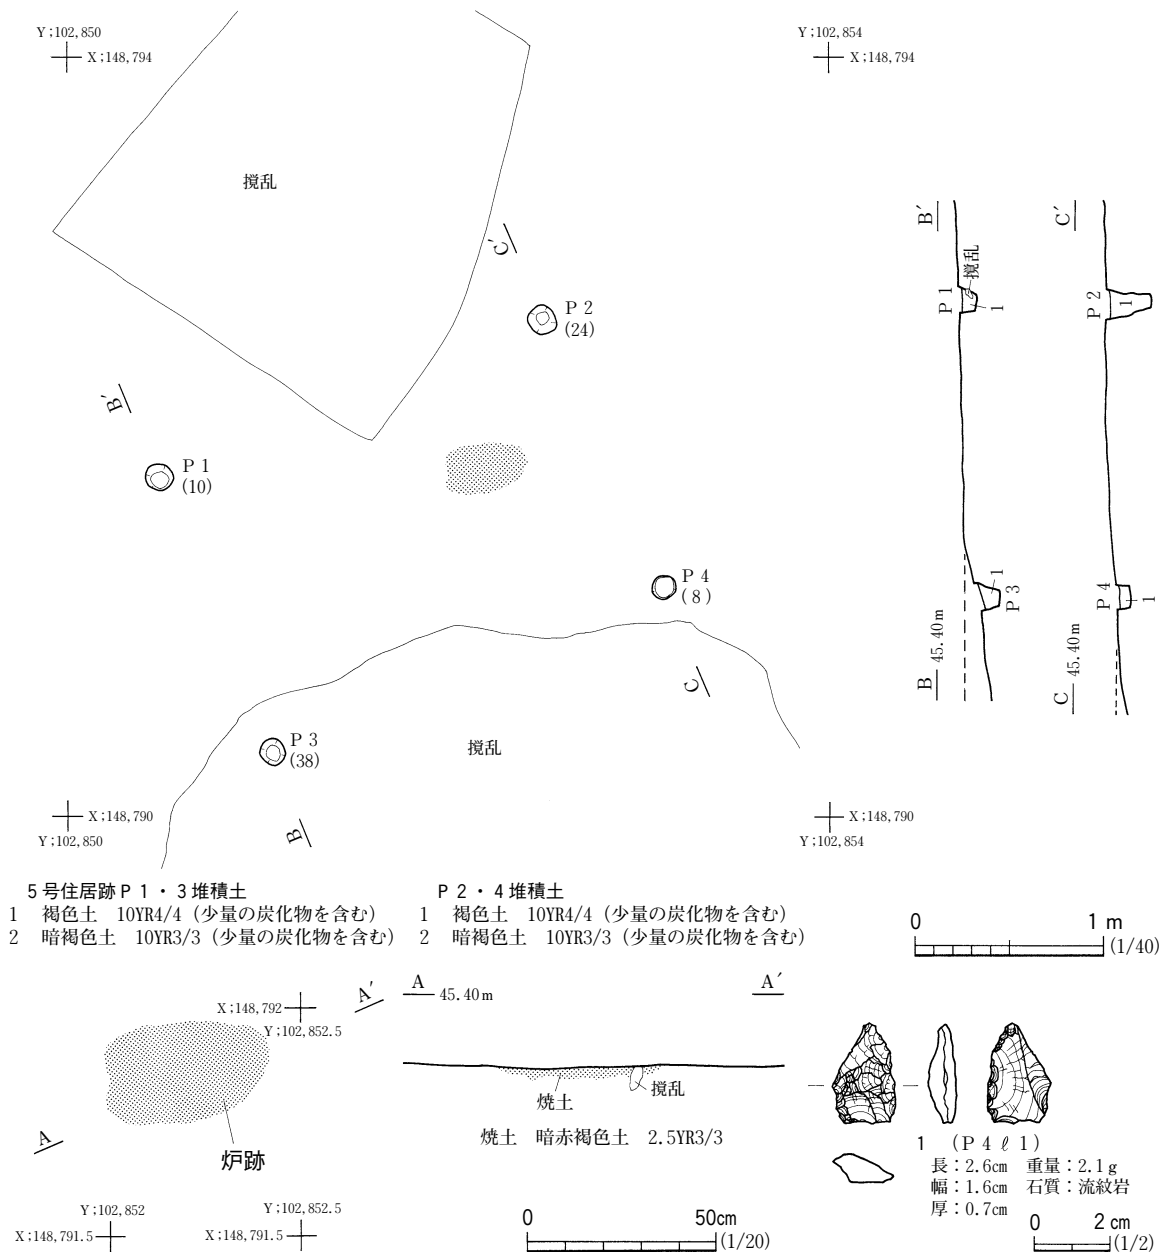 Y;102,850
X;148,794
Y;102,854
X;148,794
撹乱
C′
P 2
(24)
B′
P 1
(10)
P 4
( 8 )
C
P 3
(38)
撹乱
B
X;148,790
Y;102,850
X;148,790
Y;102,854
B′
撹乱
P 1
1
1
P 3
B
45.40m
C′
P 2
1
P 4
1
C
45.40m
5号住居跡P 1・3堆積土
1 褐色土 10YR4/4(少量の炭化物を含む)
2 暗褐色土 10YR3/3(少量の炭化物を含む)
P 2・4堆積土
1 褐色土 10YR4/4(少量の炭化物を含む)
2 暗褐色土 10YR3/3(少量の炭化物を含む)
0 1 m
(1/40)
A′
X;148,792
Y;102,852.5
A
炉跡
Y;102,852
X;148,791.5
Y;102,852.5
X;148,791.5
A 45.40m A′
焼土
撹乱
焼土 暗赤褐色土 2.5YR3/3
0 50㎝
(1/20)
1 (P 4 ℓ 1)
長:2.6㎝ 重量:2.1g
幅:1.6㎝ 石質:流紋岩
厚:0.7㎝
0 2 ㎝
(1/2)